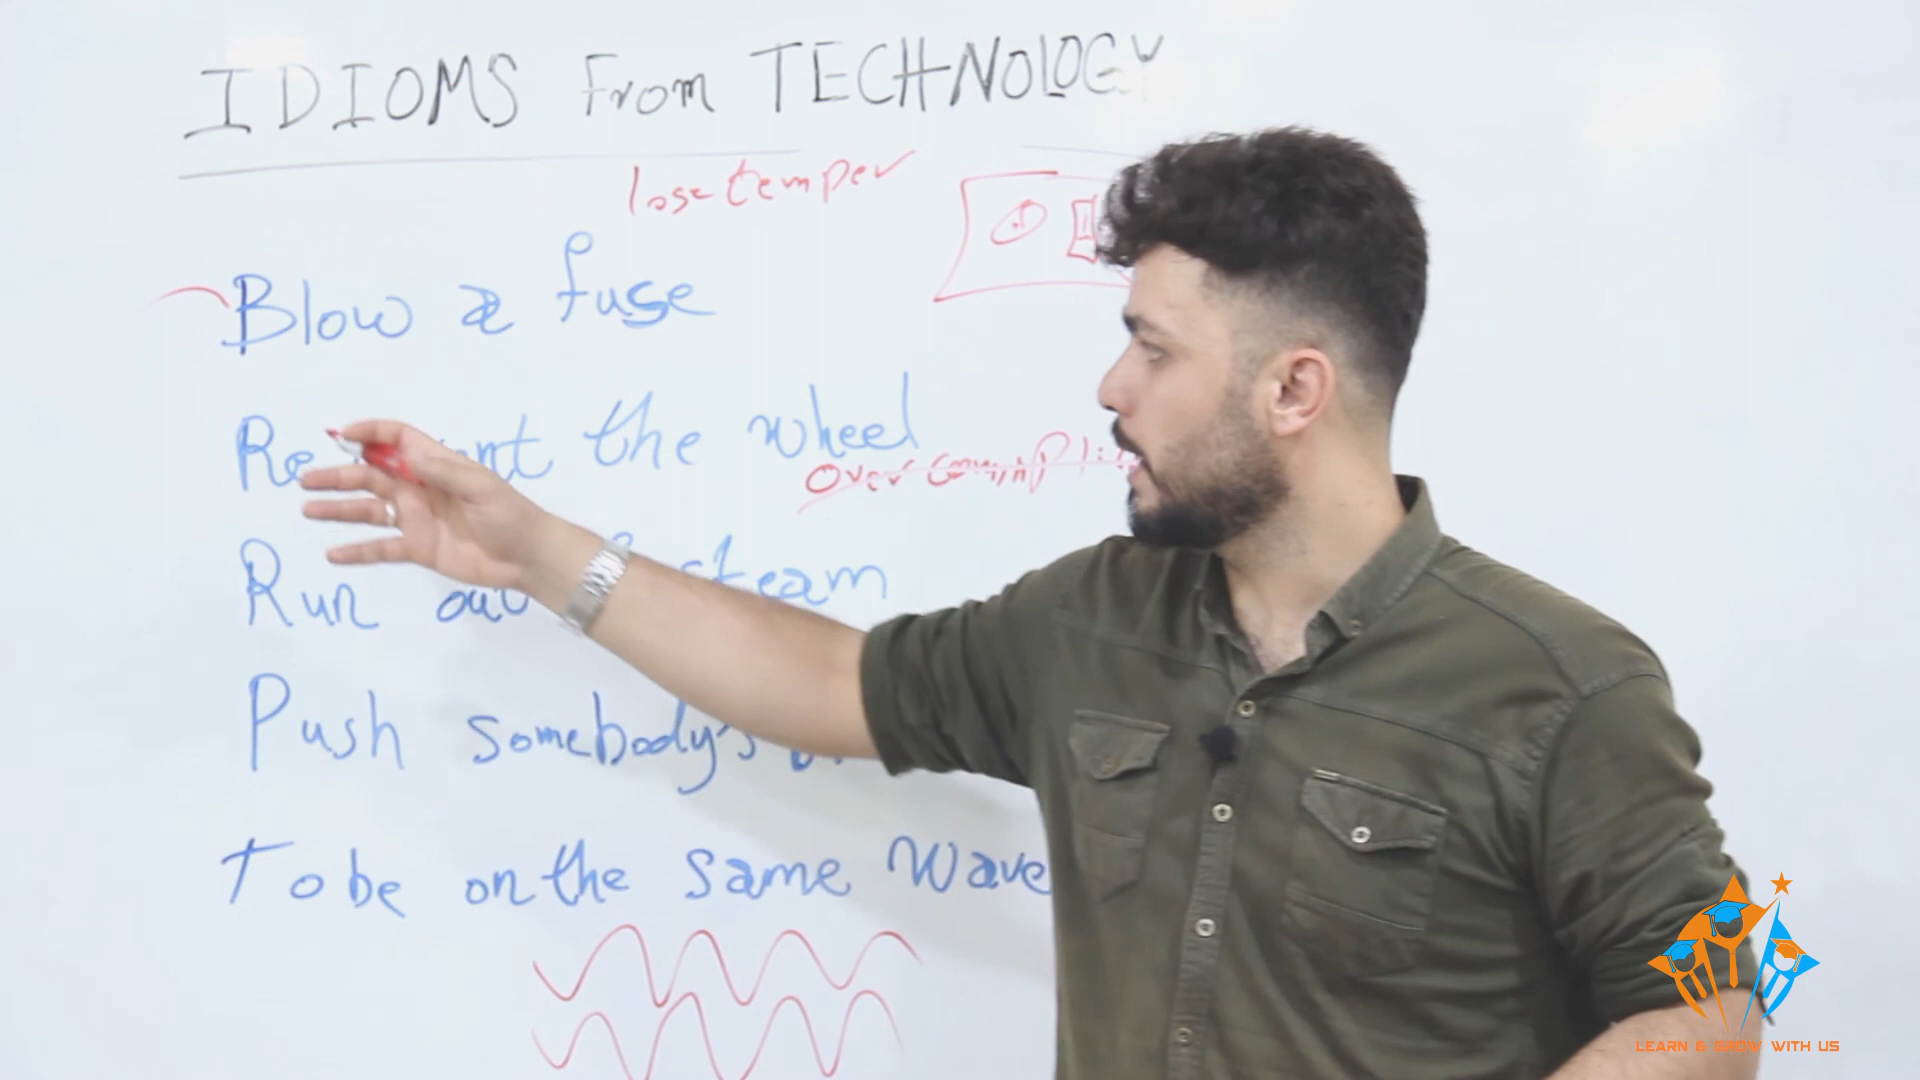 IDIOMS From TECHNOLOGY
lose temper
Blow a fuse
the wheel
over
Run steam
Push somebody's
To be on the same wave
LEARN & GROW WITH US